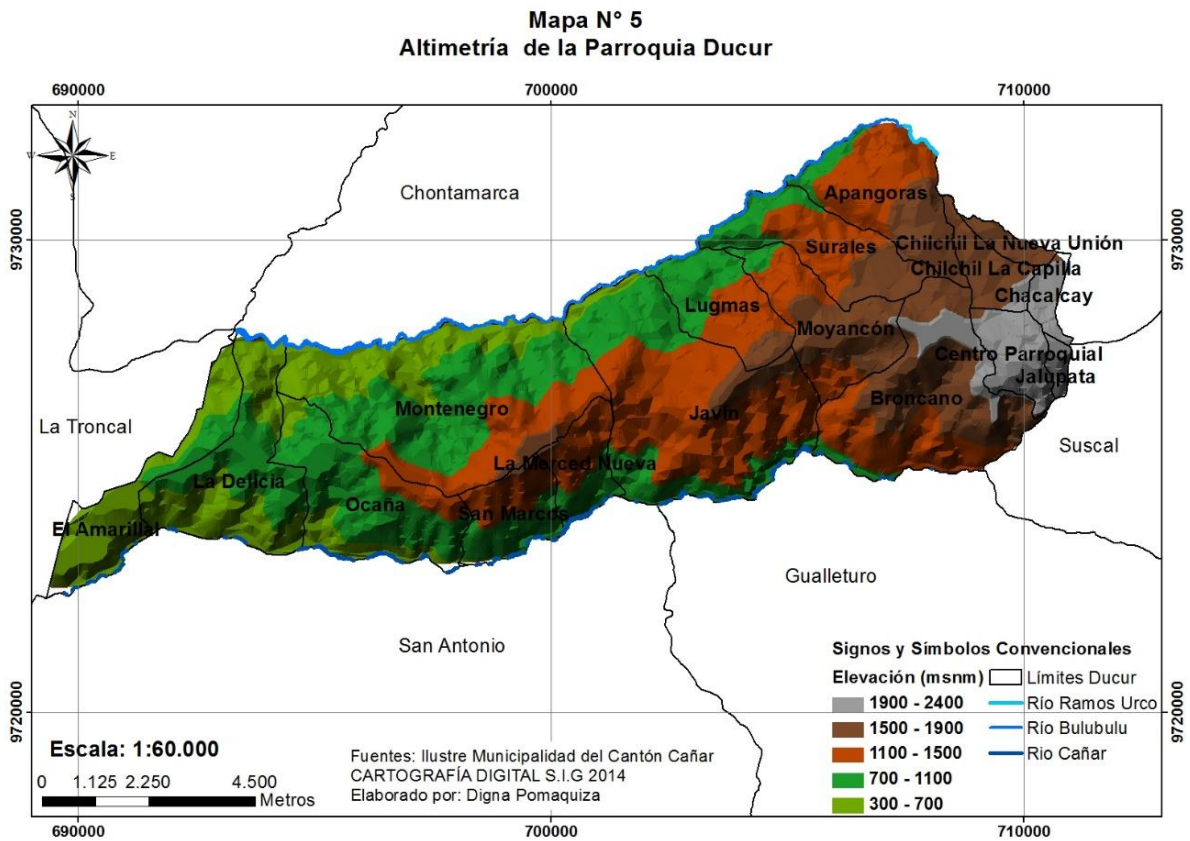 Mapa N° 5
Altimetría de la Parroquia Ducur
690000
700000
710000
N
W
E
S
Chontamarca
Apangoras
9730000
9730000
Surales
Chilchil La Nueva Unión
Chilchil La Capilla
Chacalcay
Lugmas
Moyancón
Centro Parroquial
Jalupata
Broncano
Montenegro
Javín
La Troncal
Suscal
La Merced Nueva
La Delicia
Ocaña
San Marcos
El Amarillal
Gualleturo
San Antonio
Signos y Símbolos Convencionales
Elevación (msnm)
Límites Ducur
1900 - 2400
Río Ramos Urco
1500 - 1900
Río Bulubulu
1100 - 1500
Rio Cañar
700 - 1100
300 - 700
9720000
9720000
Escala: 1:60.000
0 1.125 2.250 4.500
Metros
Fuentes: Ilustre Municipalidad del Cantón Cañar
CARTOGRAFÍA DIGITAL S.I.G 2014
Elaborado por: Digna Pomaquiza
690000
700000
710000